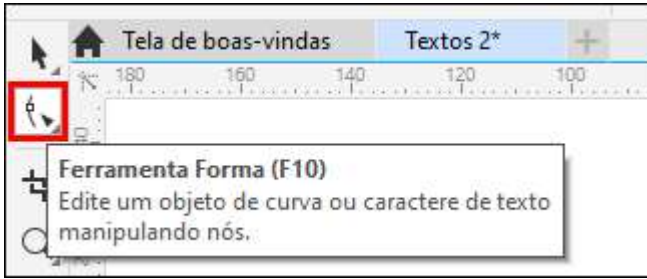 Tela de boas-vindas
Textos 2*
180 160 140 120 100
Ferramenta Forma (F10)
Edite um objeto de curva ou caractere de texto
manipulando nós.